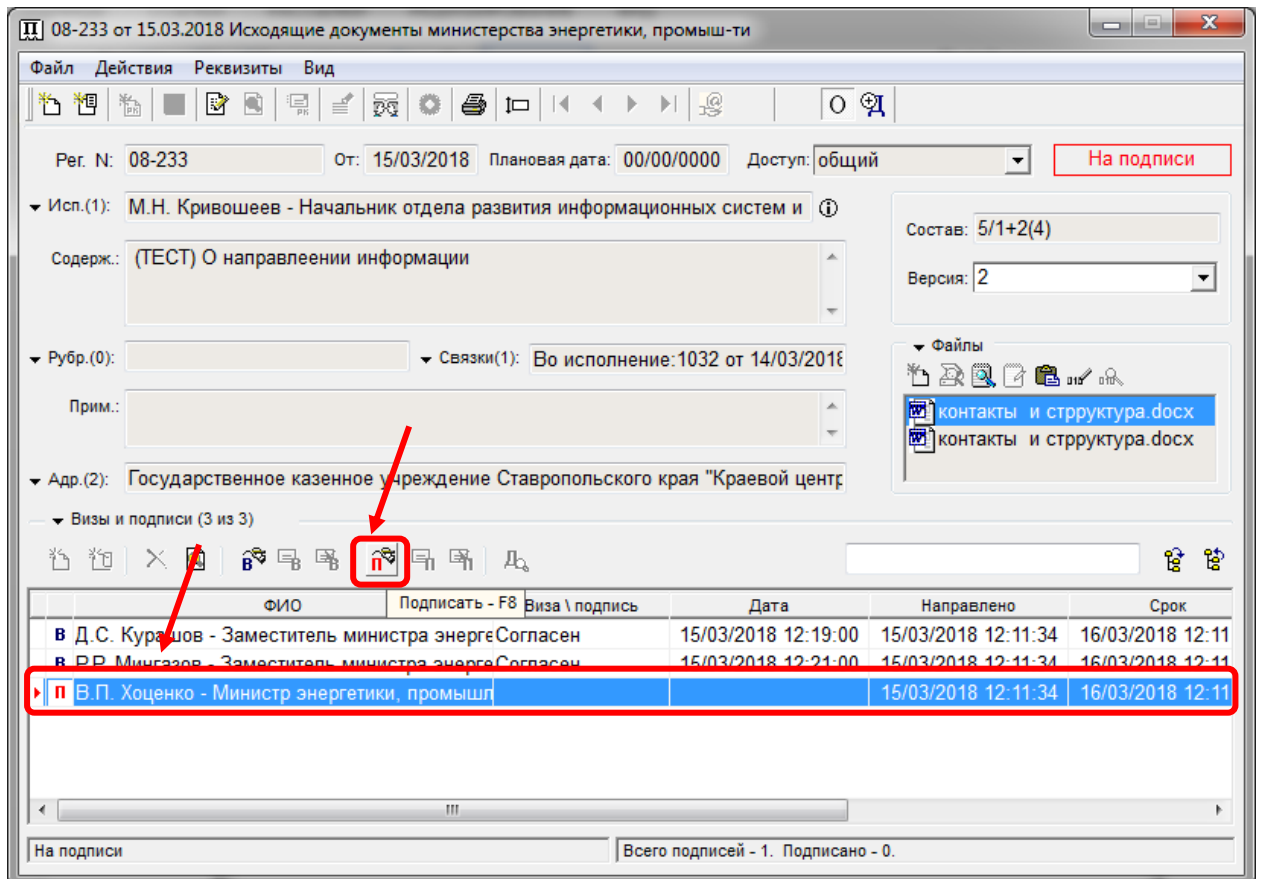 08-233 от 15.03.2018 Исходящие документы министерства энергетики, промыш-ти
Файл Действия Реквизиты Вид
О
Рег. N: 08-233 От: 15/03/2018 Плановая дата: 00/00/0000 Доступ: общий На подписи
Исп.(1): М.Н. Кривошеев - Начальник отдела развития информационных систем и
Состав: 5/1+2(4)
Содерж.: (ТЕСТ) О направлеении информации
Версия: 2
Рубр.(0): Связки(1): Во исполнение:1032 от 14/03/2018
Файлы
Прим.:
контакты и стрруктура.docx
контакты и стрруктура.docx
Адр.(2): Государственное казенное учреждение Ставропольского края "Краевой центр
Визы и подписи (3 из 3)
ФИО Подписать - F8 Виза \ подпись Дата Направлено Срок
В Д.С. Курашов - Заместитель министра энерге Согласен 15/03/2018 12:19:00 15/03/2018 12:11:34 16/03/2018 12:11
В Р.Р. Мингазов - Заместитель министра энерге Согласен 15/03/2018 12:21:00 15/03/2018 12:11:34 16/03/2018 12:11
П В.П. Хоценко - Министр энергетики, промышл 15/03/2018 12:11:34 16/03/2018 12:11
На подписи Всего подписей - 1. Подписано - 0.